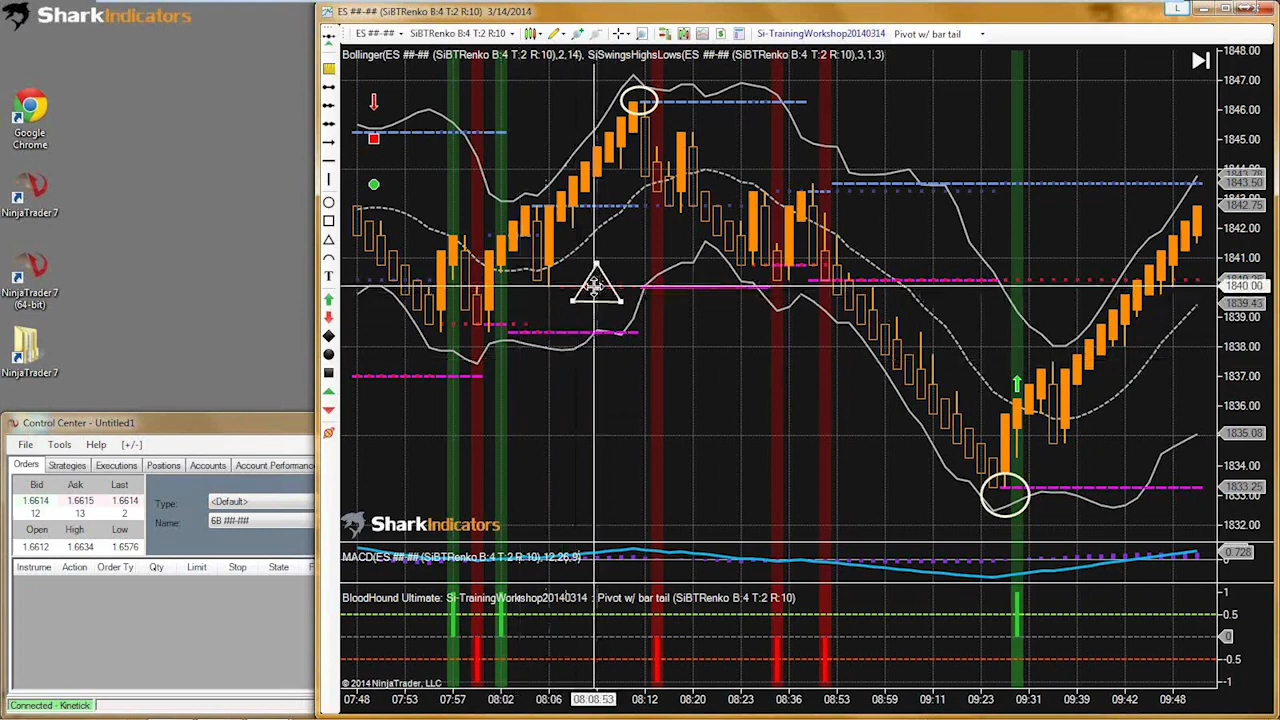 SharkIndicators
Google
Chrome
NinjaTrader 7
NinjaTrader 7
(64-bit)
NinjaTrader 7
ES ##-## (SiBTRenko B:4 T:2 R:10) 3/14/2014
ES ##-## SiBTRenko B:4 T:2 R:10 Si-TrainingWorkshop20140314 Pivot w/ bar tail
Bollinger(ES ##-## (SiBTRenko B:4 T:2 R:10),2,14), SiSwingsHighsLows(ES ##-## (SiBTRenko B:4 T:2 R:10),3,1,3)
1848.00
1847.00
1846.00
1845.00
1843.50
1842.75
1842.00
1841.00
1840.00
1839.43
1839.00
1838.00
1837.00
1836.00
1835.08
1834.00
1833.25
1832.00
SharkIndicators
MACD(ES ##-## (SiBTRenko B:4 T:2 R:10),12,26,9)
0.728
BloodHound Ultimate: Si-TrainingWorkshop20140314 : Pivot w/ bar tail (SiBTRenko B:4 T:2 R:10)
1
0.5
0
-0.5
-1
© 2014 NinjaTrader, LLC
07:48 07:53 07:57 08:02 08:06 08:08:53 08:12 08:20 08:29 08:36 08:53 08:59 09:11 09:23 09:31 09:39 09:42 09:48
Control Center - Untitled1
File Tools Help [+/-]
Orders Strategies Executions Positions Accounts Account Performance
Bid Ask Last
1.6614 1.6615 1.6614
12 13 2
Open High Low
1.6612 1.6634 1.6576
Type: <Default>
Name: 6B ##-##
Instrume Action Order Ty Qty Limit Stop State
Connected - Kinetick